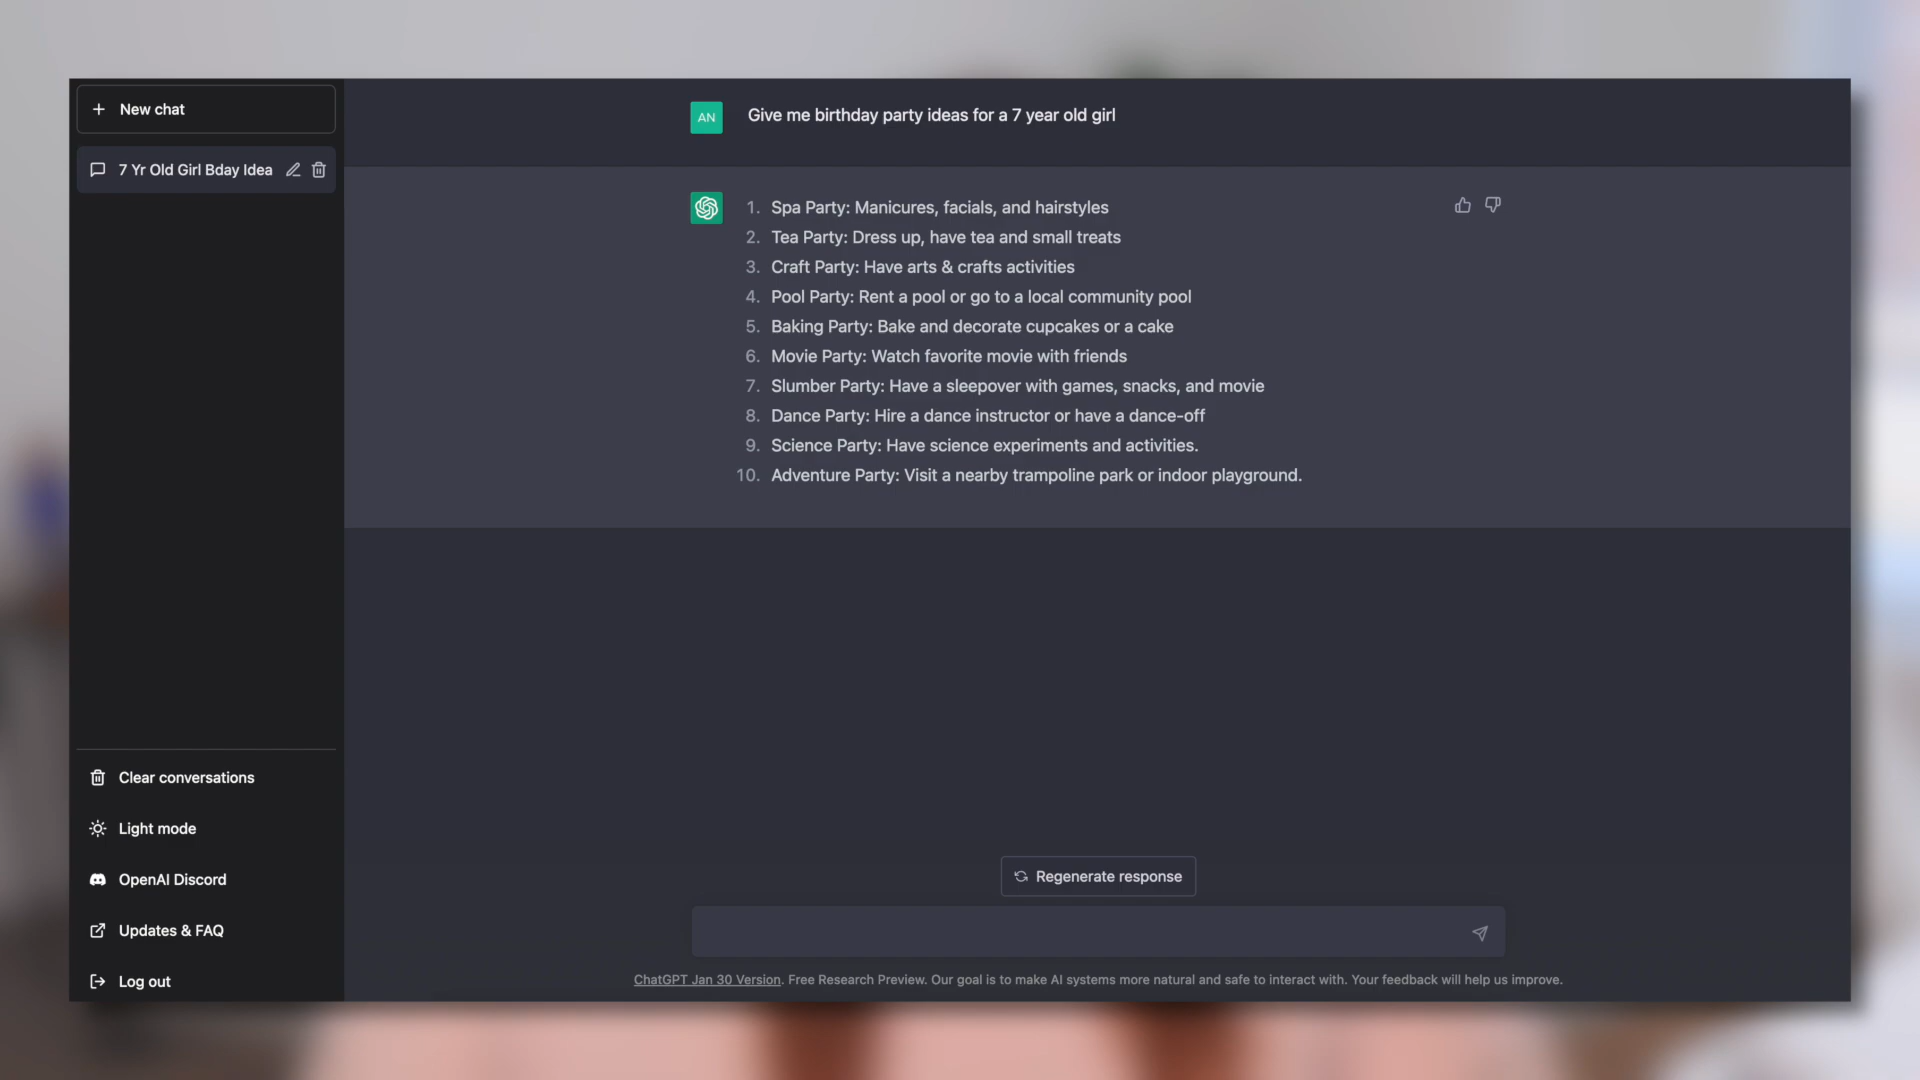 New chat
7 Yr Old Girl Bday Idea
AN
Give me birthday party ideas for a 7 year old girl
1. Spa Party: Manicures, facials, and hairstyles
2. Tea Party: Dress up, have tea and small treats
3. Craft Party: Have arts & crafts activities
4. Pool Party: Rent a pool or go to a local community pool
5. Baking Party: Bake and decorate cupcakes or a cake
6. Movie Party: Watch favorite movie with friends
7. Slumber Party: Have a sleepover with games, snacks, and movie
8. Dance Party: Hire a dance instructor or have a dance-off
9. Science Party: Have science experiments and activities.
10. Adventure Party: Visit a nearby trampoline park or indoor playground.
Clear conversations
Light mode
OpenAI Discord
Updates & FAQ
Log out
Regenerate response
ChatGPT Jan 30 Version. Free Research Preview. Our goal is to make AI systems more natural and safe to interact with. Your feedback will help us improve.